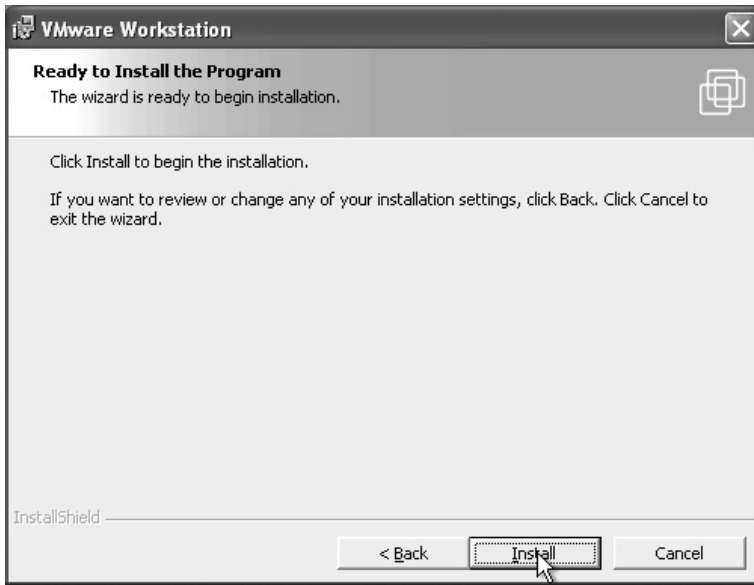 VMware Workstation
Ready to Install the Program
The wizard is ready to begin installation.
Click Install to begin the installation.
If you want to review or change any of your installation settings, click Back. Click Cancel to
exit the wizard.
InstallShield
< Back Install Cancel